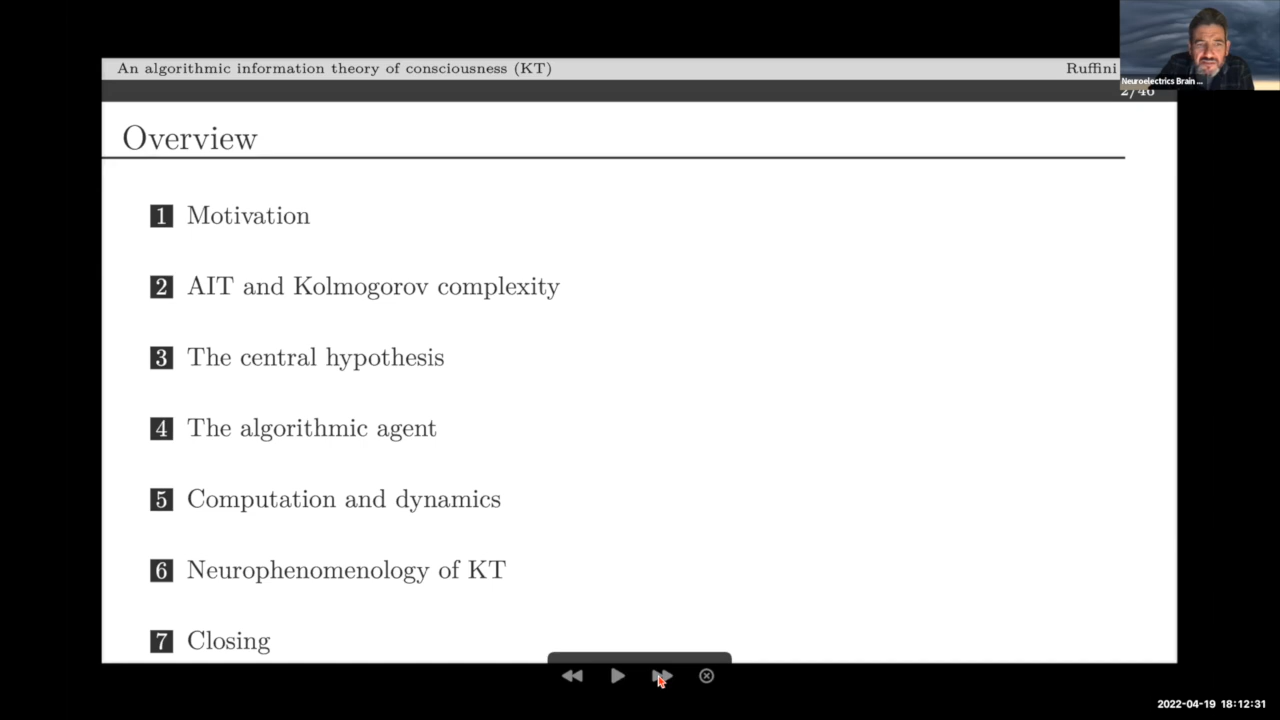 An algorithmic information theory of consciousness (KT)
Ruffini
Neuroelectrics Brain ...
2/46
Overview
1 Motivation
2 AIT and Kolmogorov complexity
3 The central hypothesis
4 The algorithmic agent
5 Computation and dynamics
6 Neurophenomenology of KT
7 Closing
2022-04-19 18:12:31